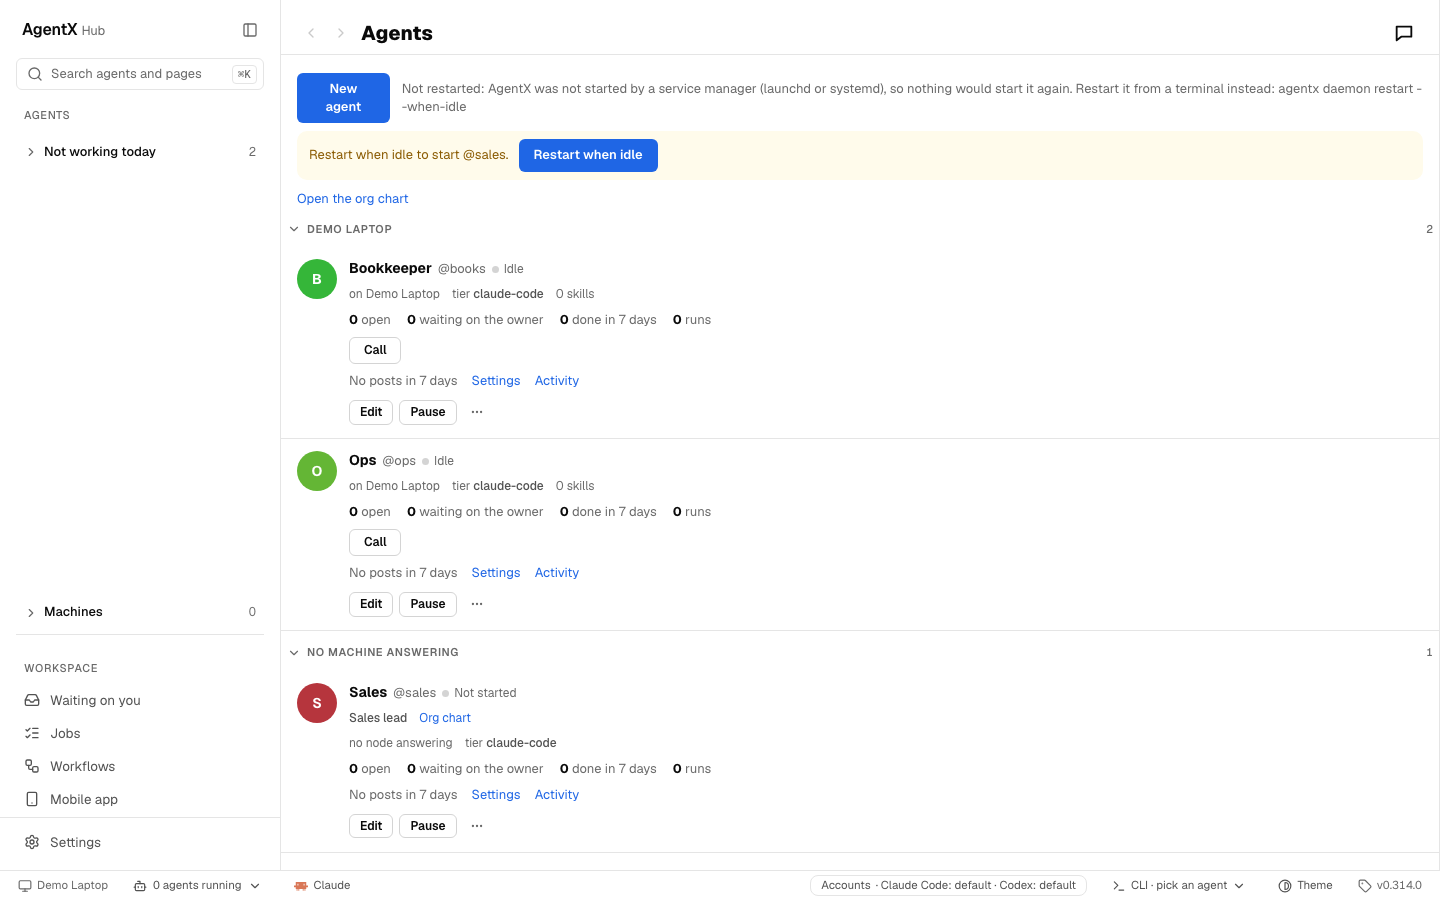 AgentX Hub
Search agents and pages ⌘K
AGENTS
Not working today 2
Machines 0
WORKSPACE
Waiting on you
Jobs
Workflows
Mobile app
Settings
Agents
New agent
Not restarted: AgentX was not started by a service manager (launchd or systemd), so nothing would start it again. Restart it from a terminal instead: agentx daemon restart -
-when-idle
Restart when idle to start @sales. Restart when idle
Open the org chart
DEMO LAPTOP 2
B
Bookkeeper @books Idle
on Demo Laptop tier claude-code 0 skills
0 open 0 waiting on the owner 0 done in 7 days 0 runs
Call
No posts in 7 days Settings Activity
Edit Pause ···
O
Ops @ops Idle
on Demo Laptop tier claude-code 0 skills
0 open 0 waiting on the owner 0 done in 7 days 0 runs
Call
No posts in 7 days Settings Activity
Edit Pause ···
NO MACHINE ANSWERING 1
S
Sales @sales Not started
Sales lead Org chart
no node answering tier claude-code
0 open 0 waiting on the owner 0 done in 7 days 0 runs
No posts in 7 days Settings Activity
Edit Pause ···
Demo Laptop 0 agents running Claude Accounts · Claude Code: default · Codex: default CLI · pick an agent Theme v0.314.0